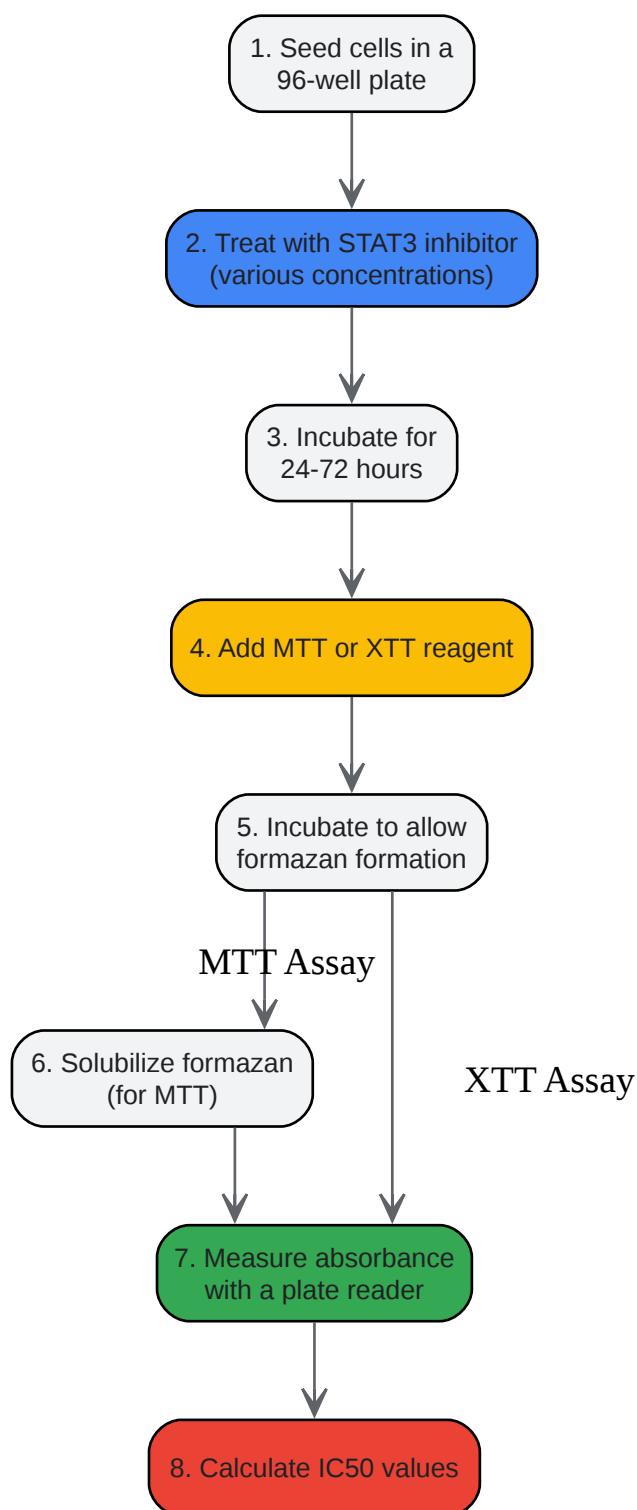 1. Seed cells in a
96-well plate
2. Treat with STAT3 inhibitor
(various concentrations)
3. Incubate for
24-72 hours
4. Add MTT or XTT reagent
5. Incubate to allow
formazan formation
MTT Assay
6. Solubilize formazan
(for MTT)
XTT Assay
7. Measure absorbance
with a plate reader
8. Calculate IC50 values